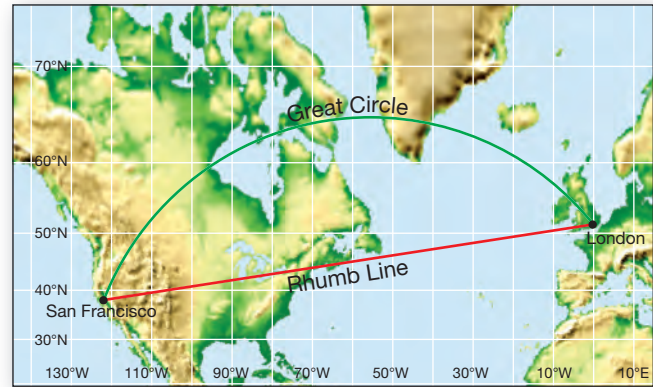 70°N
Great Circle
60°N
50°N
London
Rhumb Line
40°N
San Francisco
30°N
130°W 110°W 90°W 70°W 50°W 30°W 10°W 10°E